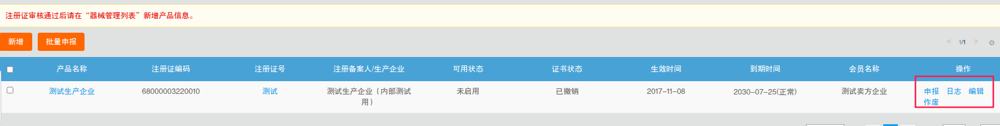 注册证审核通过后请在“器械管理列表”新增产品信息。
新增 批量申报 < 1/1 >
产品名称 注册证编码 注册证号 注册备案人/生产企业 可用状态 证书状态 生效时间 到期时间 会员名称 操作
测试生产企业 68000003220010 测试 测试生产企业（内部测试 未启用 已撤销 2017-11-08 2030-07-25(正常) 测试卖方企业 申报 日志 编辑
用） 作废